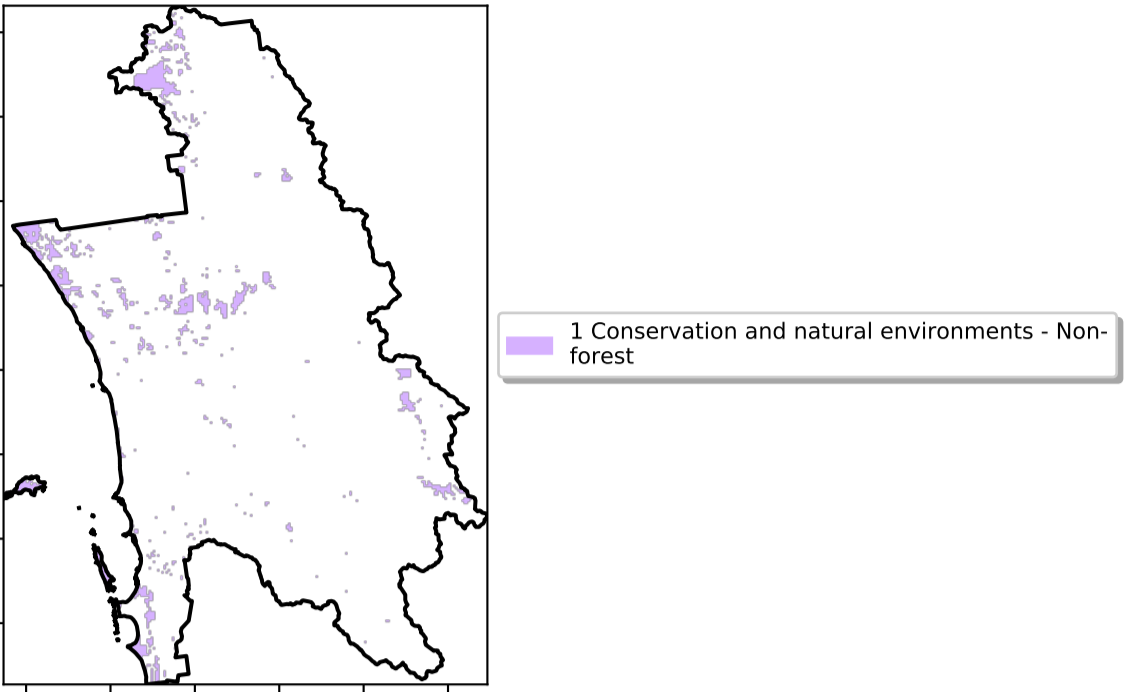 1 Conservation and natural environments - Non-
forest